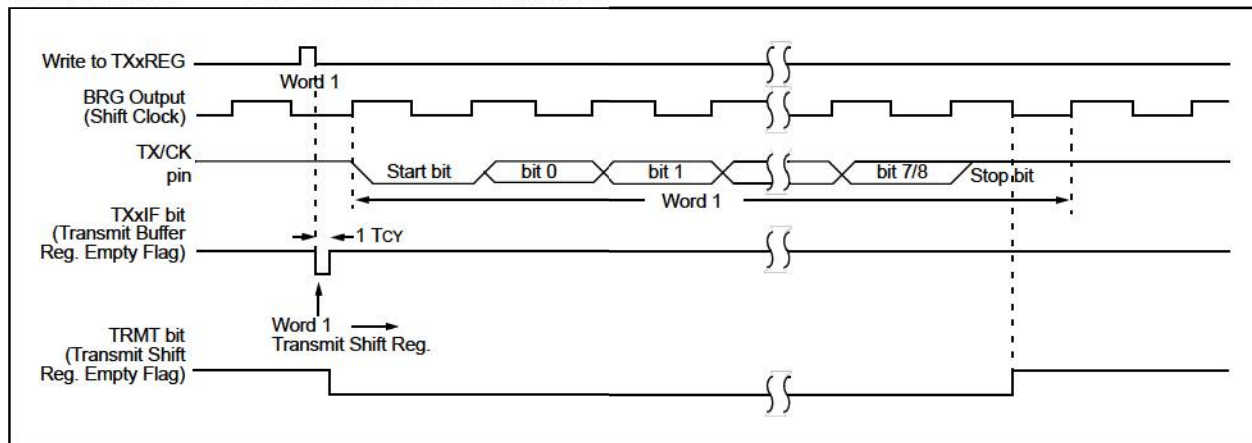 Write to TXxREG
Word 1
BRG Output
(Shift Clock)
TX/CK
pin
Start bit
bit 0
bit 1
bit 7/8
Stop bit
Word 1
TXxIF bit
(Transmit Buffer
Reg. Empty Flag)
1 TCY
Word 1
Transmit Shift Reg.
TRMT bit
(Transmit Shift
Reg. Empty Flag)